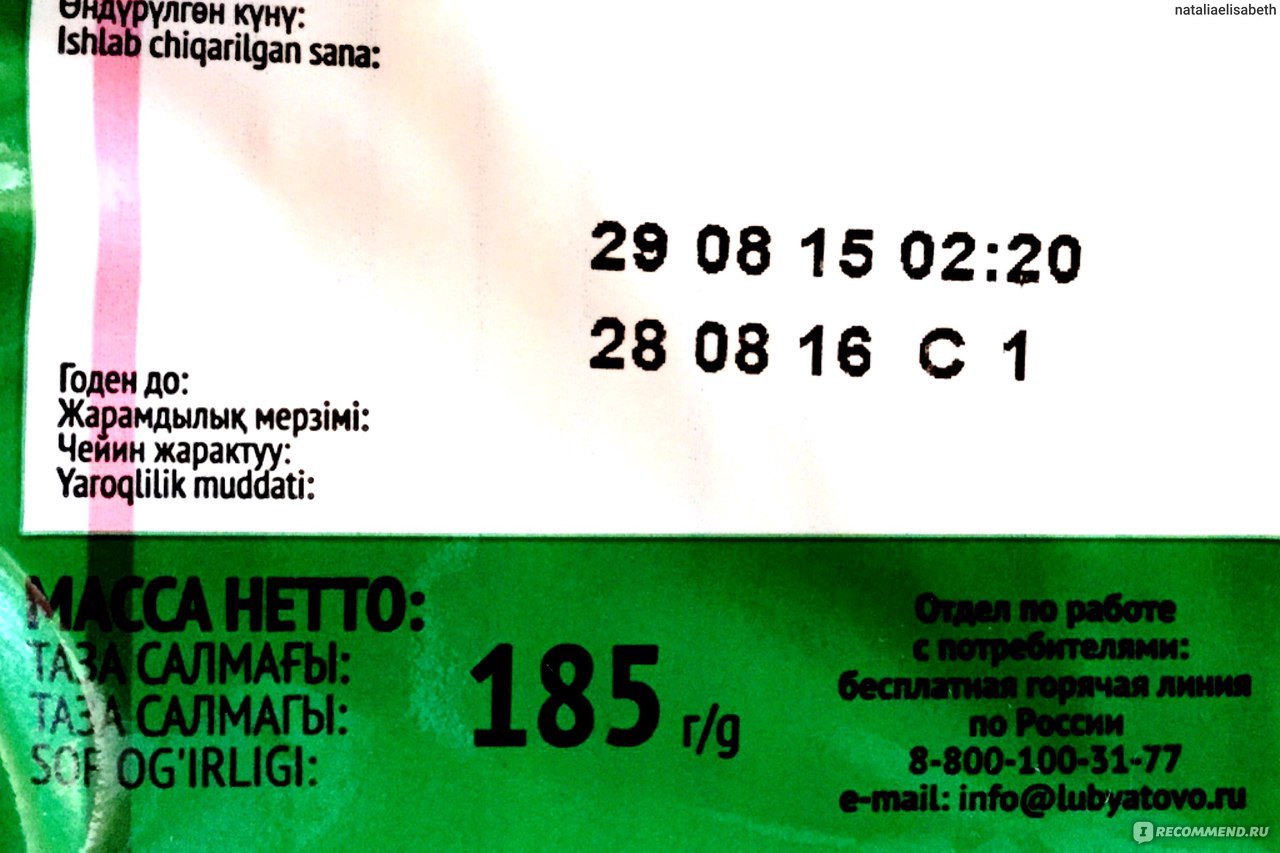 nataliaelisabeth
Өндүрүлгөн күнү:
Ishlab chiqarilgan sana:
29 08 15 02:20
28 08 16 C 1
Годен до:
Жарамдылық мерзімі:
Чейин жарактуу:
Yaroqlilik muddati:
МАССА НЕТТО:
ТАЗА САЛМАҒЫ:
ТАЗА САЛМАГЫ:
SOF OG'IRLIGI:
185 г/g
Отдел по работе
с потребителями:
бесплатная горячая линия
по России
8-800-100-31-77
e-mail: info@lubyatovo.ru
I RECOMMEND.RU